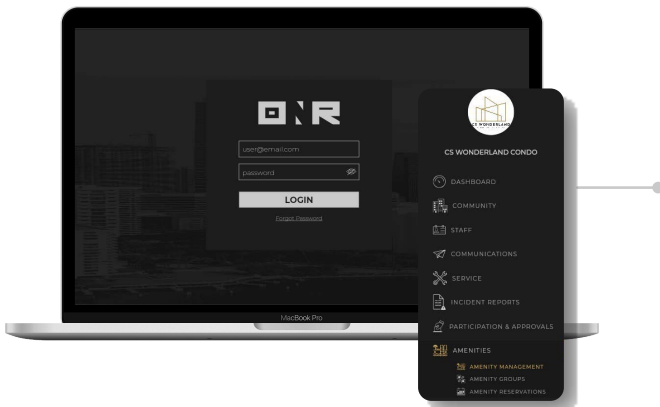 ONR
user@email.com
password
LOGIN
Forgot Password
MacBook Pro
CS WONDERLAND
CS WONDERLAND CONDO
DASHBOARD
COMMUNITY
STAFF
COMMUNICATIONS
SERVICE
INCIDENT REPORTS
PARTICIPATION & APPROVALS
AMENITIES
AMENITY MANAGEMENT
AMENITY GROUPS
AMENITY RESERVATIONS